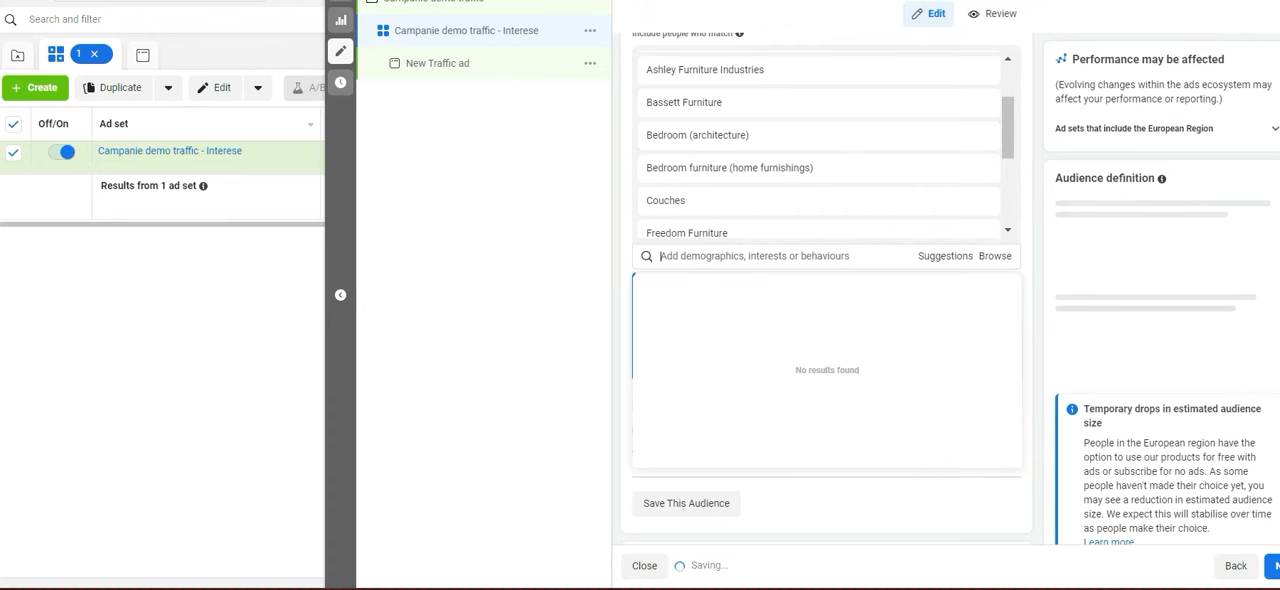 Search and filter
1
Create
Duplicate
Edit
A/B
Off/On
Ad set
Campanie demo traffic - Interese
Results from 1 ad set
Campanie demo traffic - Interese
New Traffic ad
Edit
Review
Include people who match
Ashley Furniture Industries
Bassett Furniture
Bedroom (architecture)
Bedroom furniture (home furnishings)
Couches
Freedom Furniture
Add demographics, interests or behaviours
Suggestions
Browse
No results found
Save This Audience
Close
Saving...
Back
N
Performance may be affected
(Evolving changes within the ads ecosystem may
affect your performance or reporting.)
Ad sets that include the European Region
Audience definition
Temporary drops in estimated audience
size
People in the European region have the
option to use our products for free with
ads or subscribe for no ads. As some
people haven't made their choice yet, you
may see a reduction in estimated audience
size. We expect this will stabilise over time
as people make their choice.
Learn more